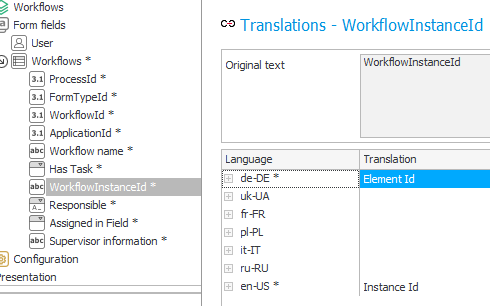 Workflows
Form fields
User
Workflows *
3.1 ProcessId *
3.1 FormTypeId *
3.1 WorkflowId *
3.1 ApplicationId *
abc Workflow name *
Has Task *
abc WorkflowInstanceId *
A_ Responsible *
Assigned in Field *
abc Supervisor information *
Configuration
Presentation
Translations - WorkflowInstanceId
Original text
WorkflowInstanceId
Language Translation
de-DE * Element Id
uk-UA
fr-FR
pl-PL
it-IT
ru-RU
en-US * Instance Id